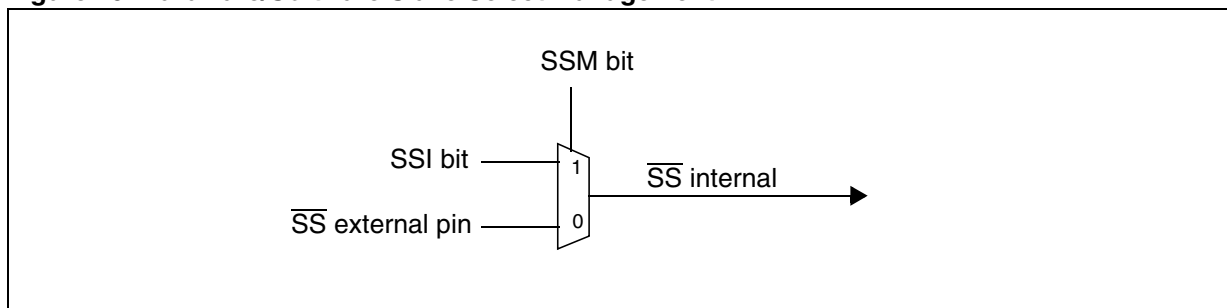 SSM bit
SSI bit
1
SS internal
SS external pin
0